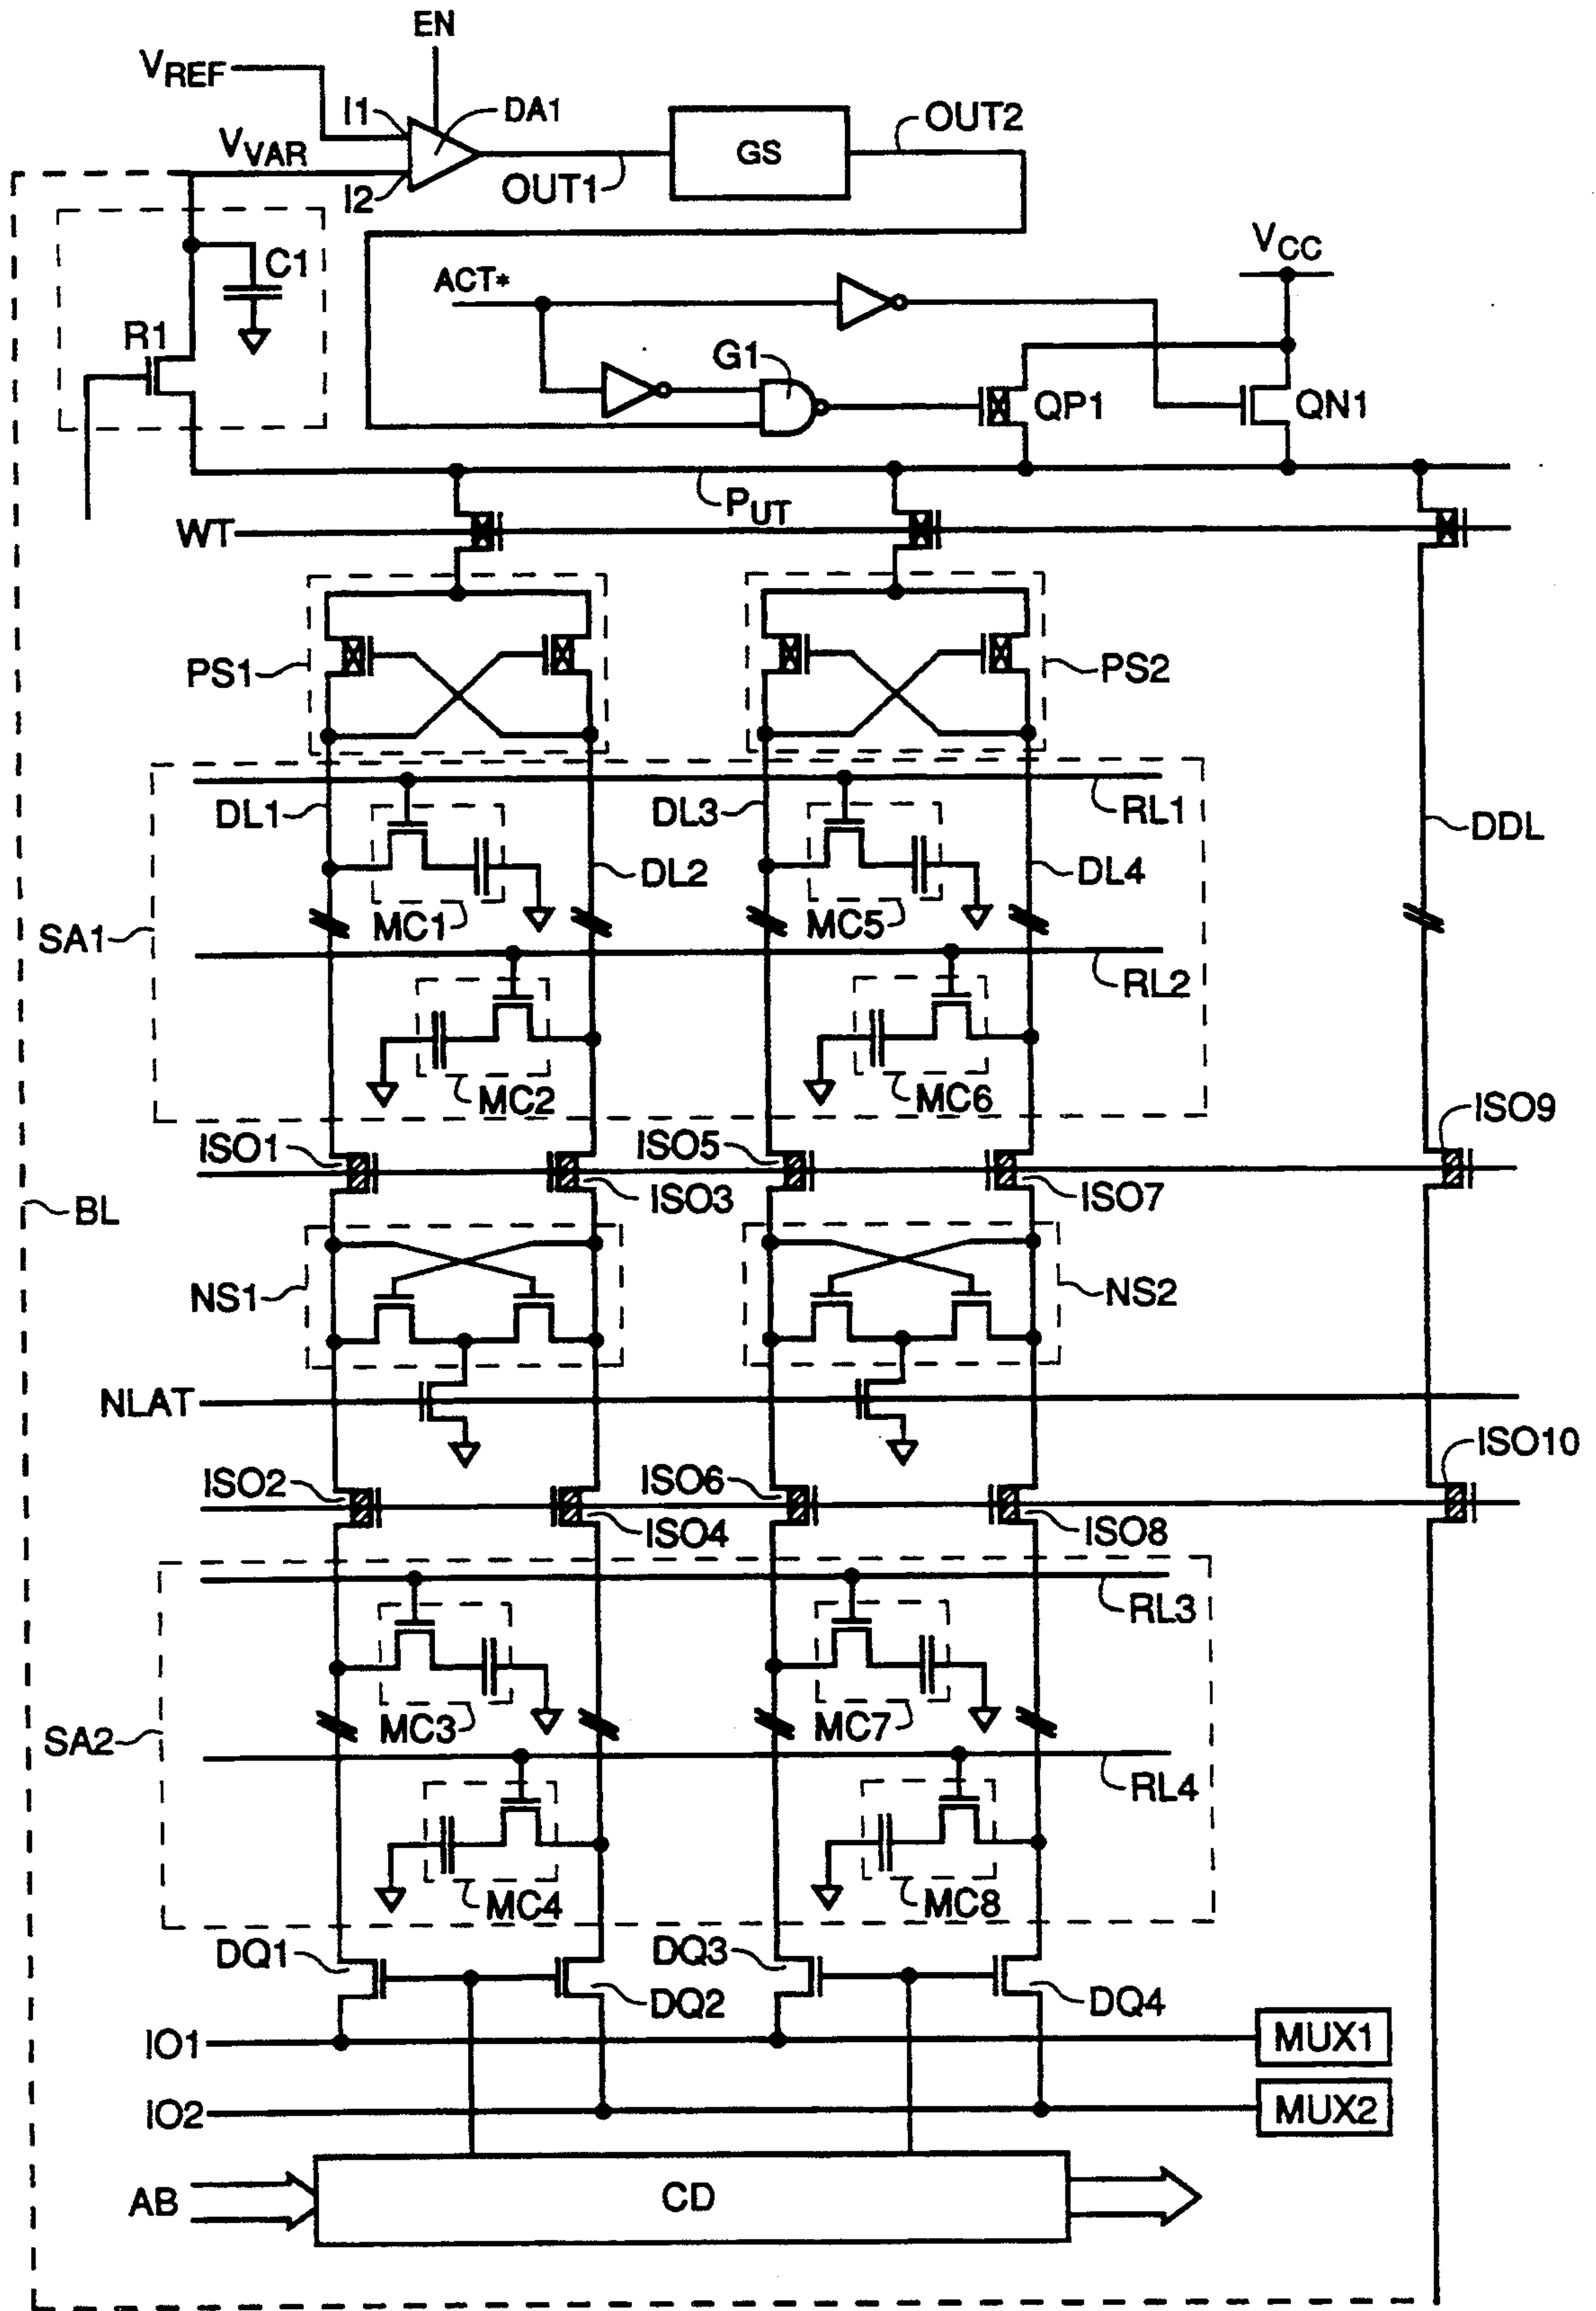 EN
VREF
I1
DA1
VVAR
I2
OUT1
GS
OUT2
C1
ACT*
VCC
R1
G1
QP1
QN1
PUT
WT
PS1
PS2
DL1
DL3
RL1
DDL
DL2
DL4
MC1
MC5
SA1
RL2
MC2
MC6
ISO9
ISO1
ISO5
ISO3
ISO7
BL
NS1
NS2
NLAT
ISO10
ISO2
ISO6
ISO4
ISO8
RL3
MC3
MC7
SA2
RL4
MC4
MC8
DQ1
DQ3
DQ2
DQ4
IO1
MUX1
IO2
MUX2
AB
CD